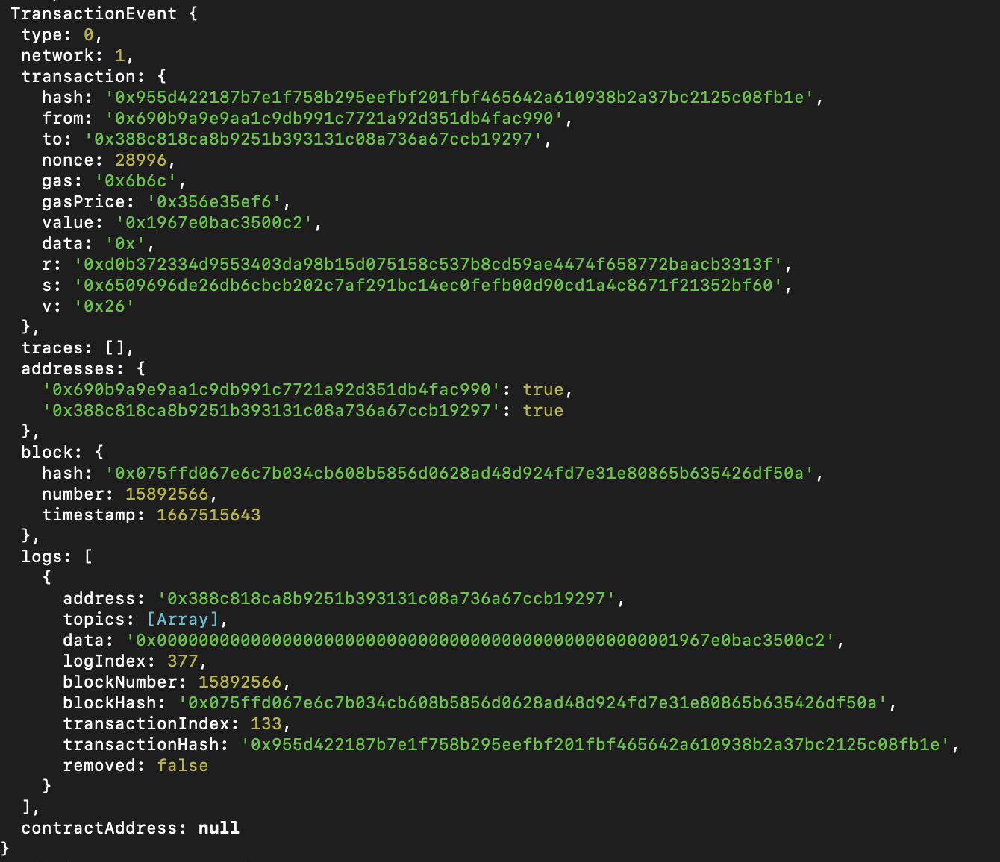 TransactionEvent {
type: 0,
network: 1,
transaction: {
hash: '0x955d422187b7e1f758b295eefbf201fbf465642a610938b2a37bc2125c08fb1e',
from: '0x690b9a9e9aa1c9db991c7721a92d351db4fac990',
to: '0x388c818ca8b9251b393131c08a736a67ccb19297',
nonce: 28996,
gas: '0x6b6c',
gasPrice: '0x356e35ef6',
value: '0x1967e0bac3500c2',
data: '0x',
r: '0xd0b372334d9553403da98b15d075158c537b8cd59ae4474f658772baacb3313f',
s: '0x6509696de26db6cbcb202c7af291bc14ec0fefb00d90cd1a4c8671f21352bf60',
v: '0x26'
},
traces: [],
addresses: {
'0x690b9a9e9aa1c9db991c7721a92d351db4fac990': true,
'0x388c818ca8b9251b393131c08a736a67ccb19297': true
},
block: {
hash: '0x075ffd067e6c7b034cb608b5856d0628ad48d924fd7e31e80865b635426df50a',
number: 15892566,
timestamp: 1667515643
},
logs: [
{
address: '0x388c818ca8b9251b393131c08a736a67ccb19297',
topics: [Array],
data: '0x00000000000000000000000000000000000000000000000001967e0bac3500c2',
logIndex: 377,
blockNumber: 15892566,
blockHash: '0x075ffd067e6c7b034cb608b5856d0628ad48d924fd7e31e80865b635426df50a',
transactionIndex: 133,
transactionHash: '0x955d422187b7e1f758b295eefbf201fbf465642a610938b2a37bc2125c08fb1e',
removed: false
}
],
contractAddress: null
}